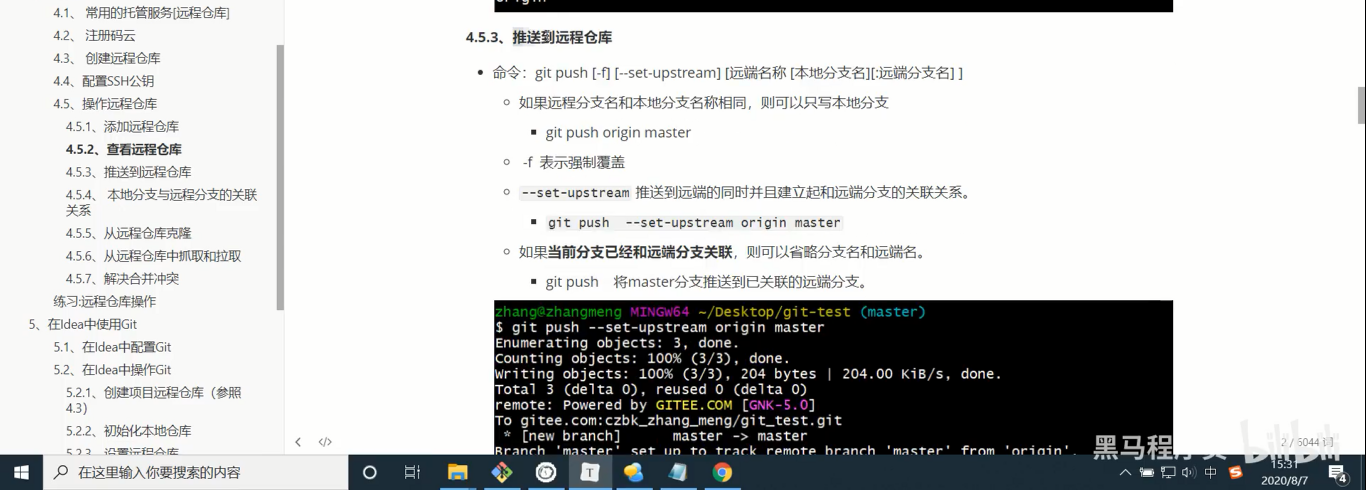 4.1、 常用的托管服务[远程仓库]
4.2、 注册码云
4.3、 创建远程仓库
4.4、配置SSH公钥
4.5、操作远程仓库
4.5.1、添加远程仓库
4.5.2、查看远程仓库
4.5.3、推送到远程仓库
4.5.4、 本地分支与远程分支的关联
关系
4.5.5、从远程仓库克隆
4.5.6、从远程仓库中抓取和拉取
4.5.7、解决合并冲突
练习:远程仓库操作
5、在Idea中使用Git
5.1、在Idea中配置Git
5.2、在Idea中操作Git
5.2.1、创建项目远程仓库（参照
4.3）
5.2.2、初始化本地仓库
5.2.3、设置远程仓库
4.5.3、推送到远程仓库
命令：git push [-f] [--set-upstream] [远端名称 [本地分支名][:远端分支名] ]
如果远程分支名和本地分支名称相同，则可以只写本地分支
git push origin master
-f 表示强制覆盖
--set-upstream 推送到远端的同时并且建立起和远端分支的关联关系。
git push --set-upstream origin master
如果当前分支已经和远端分支关联，则可以省略分支名和远端名。
git push 将master分支推送到已关联的远端分支。
zhang@zhangmeng MINGW64 ~/Desktop/git-test (master)
$ git push --set-upstream origin master
Enumerating objects: 3, done.
Counting objects: 100% (3/3), done.
Writing objects: 100% (3/3), 204 bytes | 204.00 KiB/s, done.
Total 3 (delta 0), reused 0 (delta 0)
remote: Powered by GITEE.COM [GNK-5.0]
To gitee.com:czbk_zhang_meng/git_test.git
* [new branch] master -> master
Branch 'master' set up to track remote branch 'master' from 'origin'.
黑马程序员 bilibili
在这里输入你要搜索的内容
中
15:31
2020/8/7
4